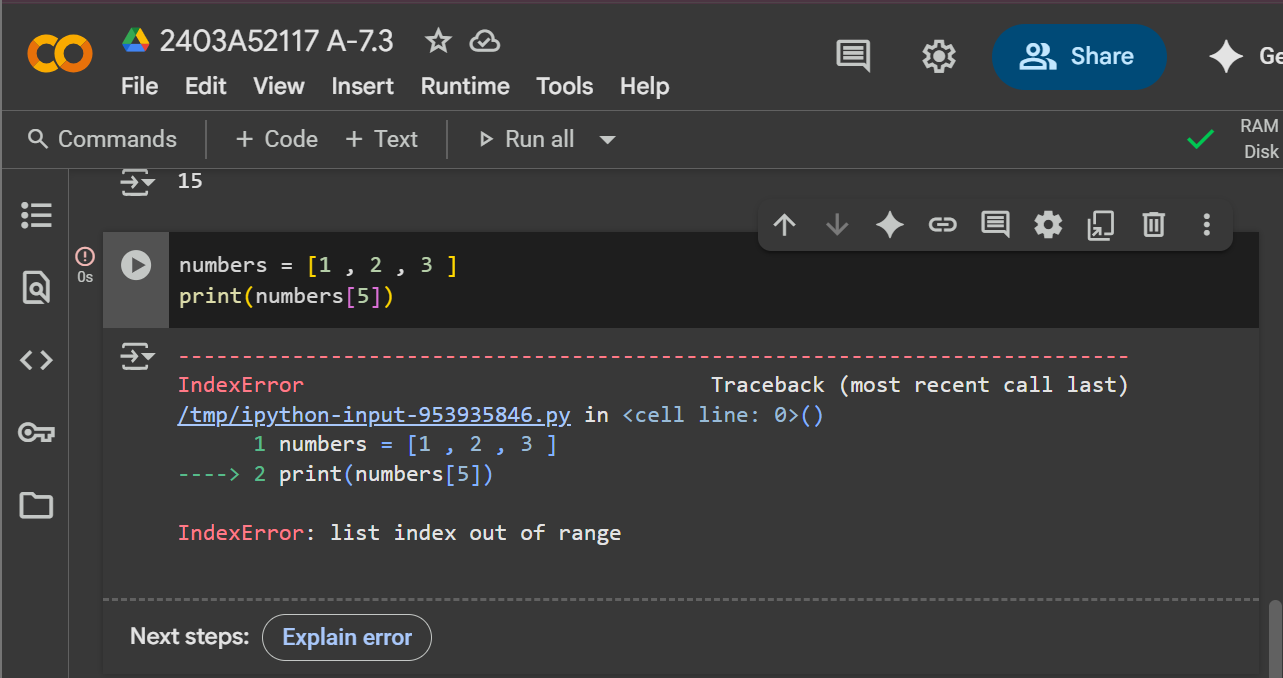 2403A52117 A-7.3
Share
Ge
File Edit View Insert Runtime Tools Help
Commands + Code + Text Run all
RAM
Disk
15
0s
numbers = [1 , 2 , 3 ]
print(numbers[5])
---------------------------------------------------------------------------
IndexError Traceback (most recent call last)
/tmp/ipython-input-953935846.py in <cell line: 0>()
1 numbers = [1 , 2 , 3 ]
----> 2 print(numbers[5])
IndexError: list index out of range
Next steps: Explain error